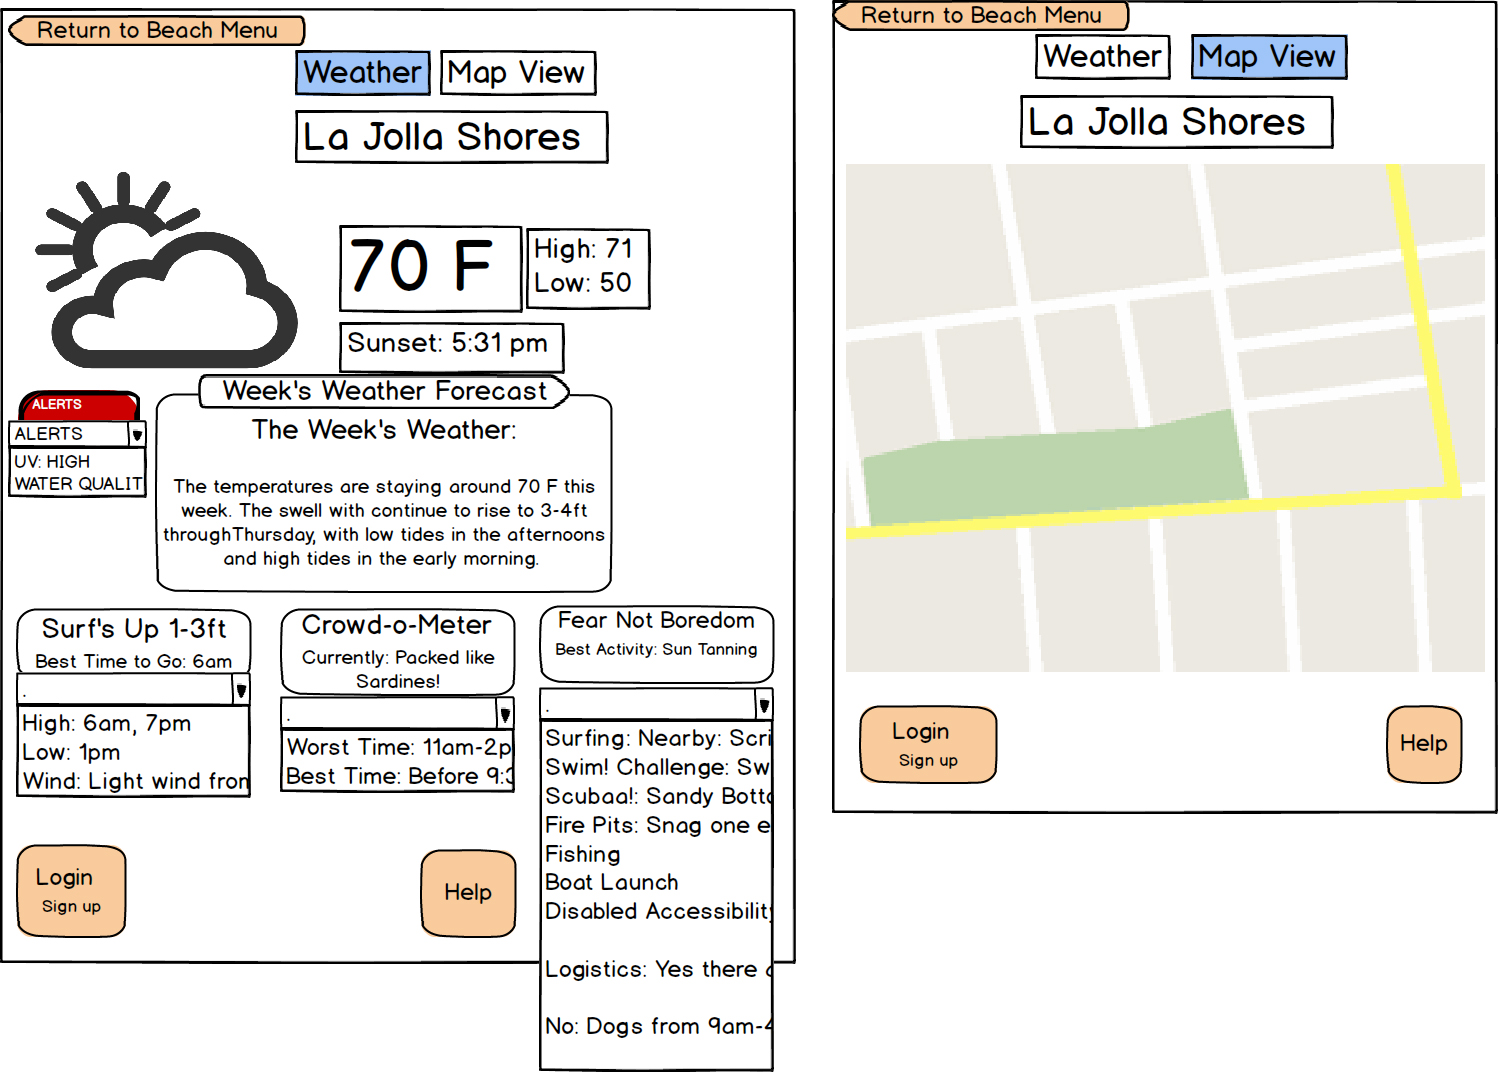 Return to Beach Menu
Weather
Map View
La Jolla Shores
70 F
High: 71
Low: 50
Sunset: 5:31 pm
ALERTS
ALERTS
UV: HIGH
WATER QUALIT
Week's Weather Forecast
The Week's Weather:
The temperatures are staying around 70 F this
week. The swell with continue to rise to 3-4ft
throughThursday, with low tides in the afternoons
and high tides in the early morning.
Surf's Up 1-3ft
Best Time to Go: 6am
.
High: 6am, 7pm
Low: 1pm
Wind: Light wind fron
Crowd-o-Meter
Currently: Packed like
Sardines!
.
Worst Time: 11am-2p
Best Time: Before 9:3
Fear Not Boredom
Best Activity: Sun Tanning
.
Surfing: Nearby: Scri
Swim! Challenge: Sw
Scubaa!: Sandy Botto
Fire Pits: Snag one e
Fishing
Boat Launch
Disabled Accessibility
Logistics: Yes there
No: Dogs from 9am-4
Login
Sign up
Help
Return to Beach Menu
Weather
Map View
La Jolla Shores
Login
Sign up
Help